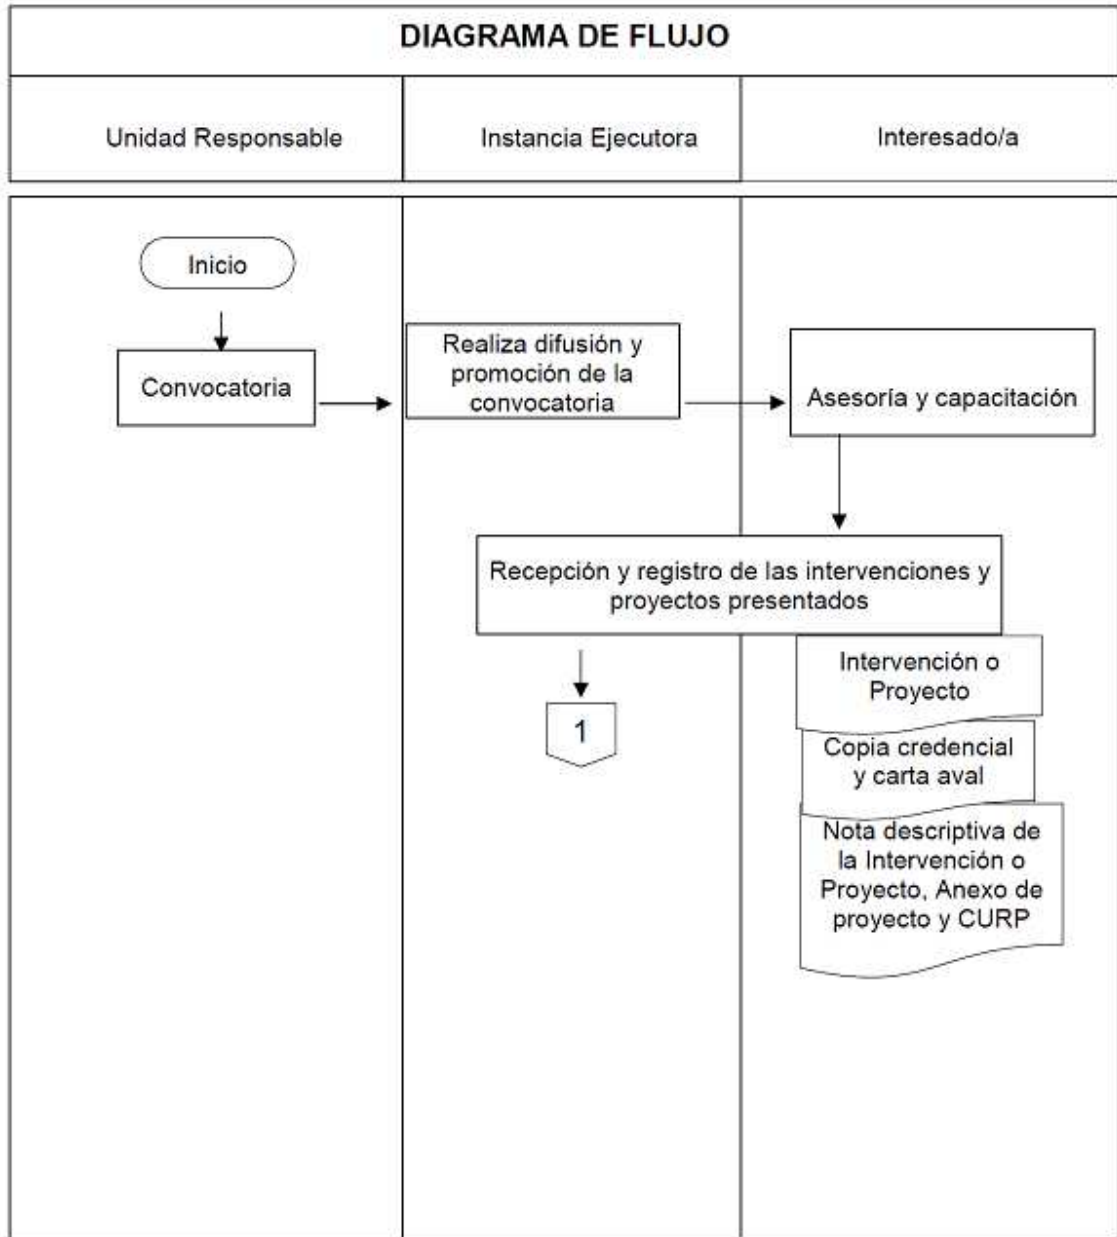 DIAGRAMA DE FLUJO
Unidad Responsable
Instancia Ejecutora
Interesado/a
Inicio
Convocatoria
Realiza difusión y
promoción de la
convocatoria
Asesoría y capacitación
Recepción y registro de las intervenciones y
proyectos presentados
1
Intervención o
Proyecto
Copia credencial
y carta aval
Nota descriptiva de
la Intervención o
Proyecto, Anexo de
proyecto y CURP